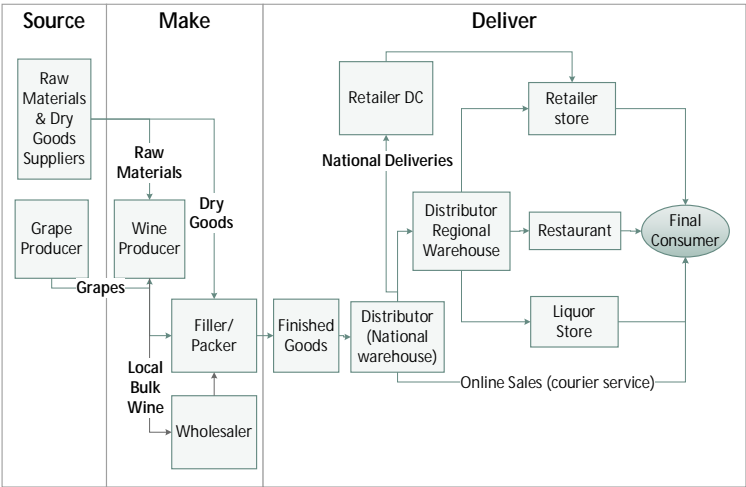 Source
Make
Deliver
Raw
Materials
& Dry
Goods
Suppliers
Raw
Materials
Dry
Goods
Grape
Producer
Wine
Producer
Grapes
Filler/
Packer
Local
Bulk
Wine
Wholesaler
Finished
Goods
Distributor
(National
warehouse)
Retailer DC
National Deliveries
Distributor
Regional
Warehouse
Retailer
store
Restaurant
Liquor
Store
Final
Consumer
Online Sales (courier service)